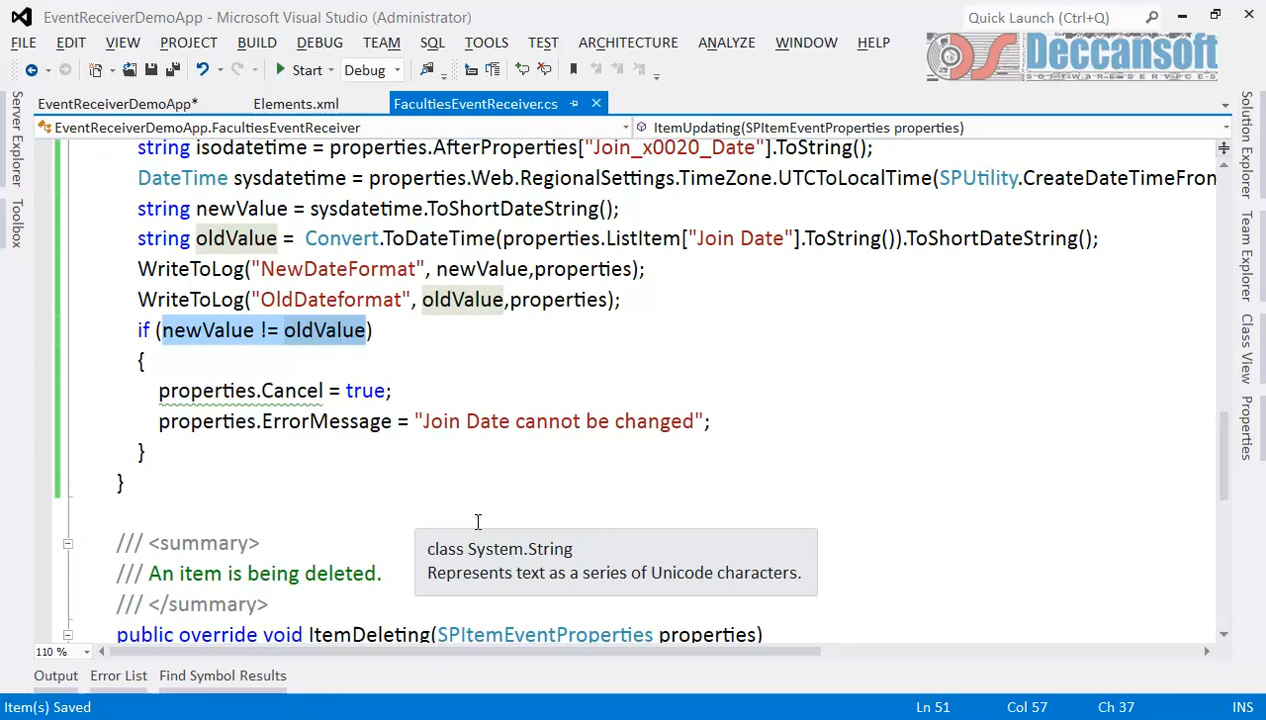 EventReceiverDemoApp - Microsoft Visual Studio (Administrator)
Quick Launch (Ctrl+Q)
FILE EDIT VIEW PROJECT BUILD DEBUG TEAM SQL TOOLS TEST ARCHITECTURE ANALYZE WINDOW HELP
DS Deccansoft
SOFTWARE SERVICES
Start Debug
EventReceiverDemoApp* Elements.xml FacultiesEventReceiver.cs
EventReceiverDemoApp.FacultiesEventReceiver ItemUpdating(SPItemEventProperties properties)
string isodatetime = properties.AfterProperties["Join_x0020_Date"].ToString();
DateTime sysdatetime = properties.Web.RegionalSettings.TimeZone.UTCToLocalTime(SPUtility.CreateDateTimeFrom
string newValue = sysdatetime.ToShortDateString();
string oldValue = Convert.ToDateTime(properties.ListItem["Join Date"].ToString()).ToShortDateString();
WriteToLog("NewDateFormat", newValue,properties);
WriteToLog("OldDateformat", oldValue,properties);
if (newValue != oldValue)
{
properties.Cancel = true;
properties.ErrorMessage = "Join Date cannot be changed";
}
}
class System.String
Represents text as a series of Unicode characters.
/// <summary>
/// An item is being deleted.
/// </summary>
public override void ItemDeleting(SPItemEventProperties properties)
110 %
Output Error List Find Symbol Results
Item(s) Saved Ln 51 Col 57 Ch 37 INS
Server Explorer
Toolbox
Solution Explorer
Team Explorer
Class View
Properties